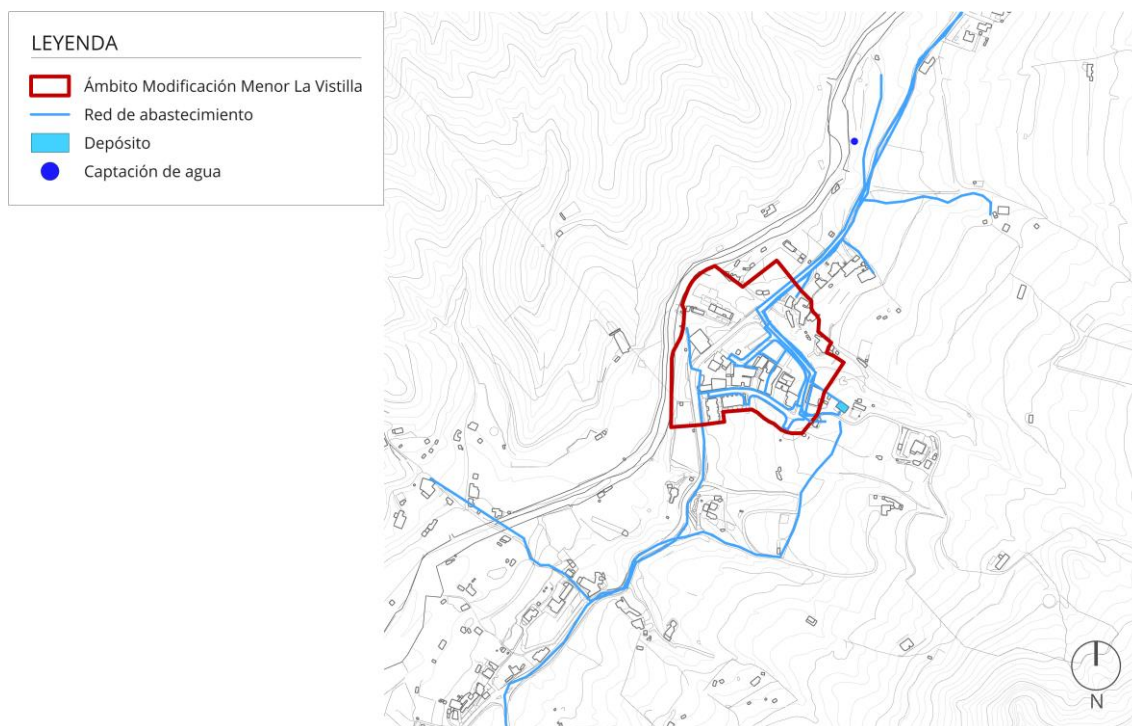 LEYENDA
Ámbito Modificación Menor La Vistilla
Red de abastecimiento
Depósito
Captación de agua
N